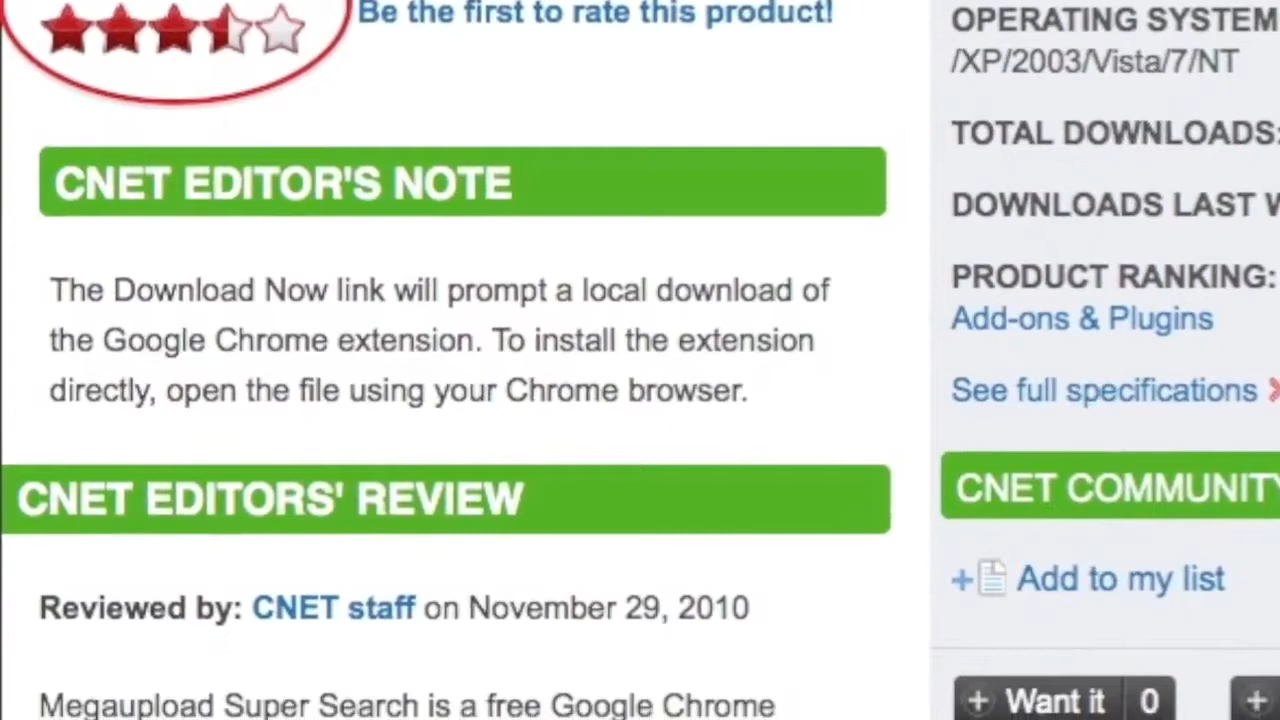 Be the first to rate this product!
CNET EDITOR'S NOTE
The Download Now link will prompt a local download of
the Google Chrome extension. To install the extension
directly, open the file using your Chrome browser.
CNET EDITORS' REVIEW
Reviewed by: CNET staff on November 29, 2010
Megaupload Super Search is a free Google Chrome
OPERATING SYSTEM
/XP/2003/Vista/7/NT
TOTAL DOWNLOADS:
DOWNLOADS LAST W
PRODUCT RANKING:
Add-ons & Plugins
See full specifications
CNET COMMUNITY
+ Add to my list
+ Want it 0
+